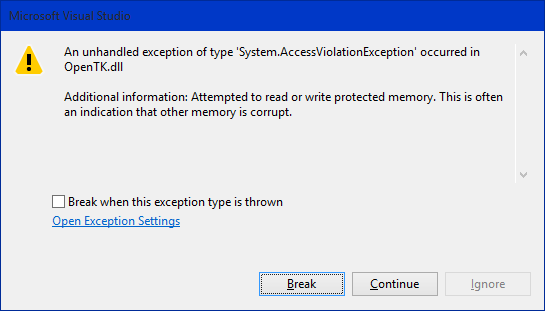 Microsoft Visual Studio
An unhandled exception of type 'System.AccessViolationException' occurred in
OpenTK.dll
Additional information: Attempted to read or write protected memory. This is often
an indication that other memory is corrupt.
Break when this exception type is thrown
Open Exception Settings
Break
Continue
Ignore